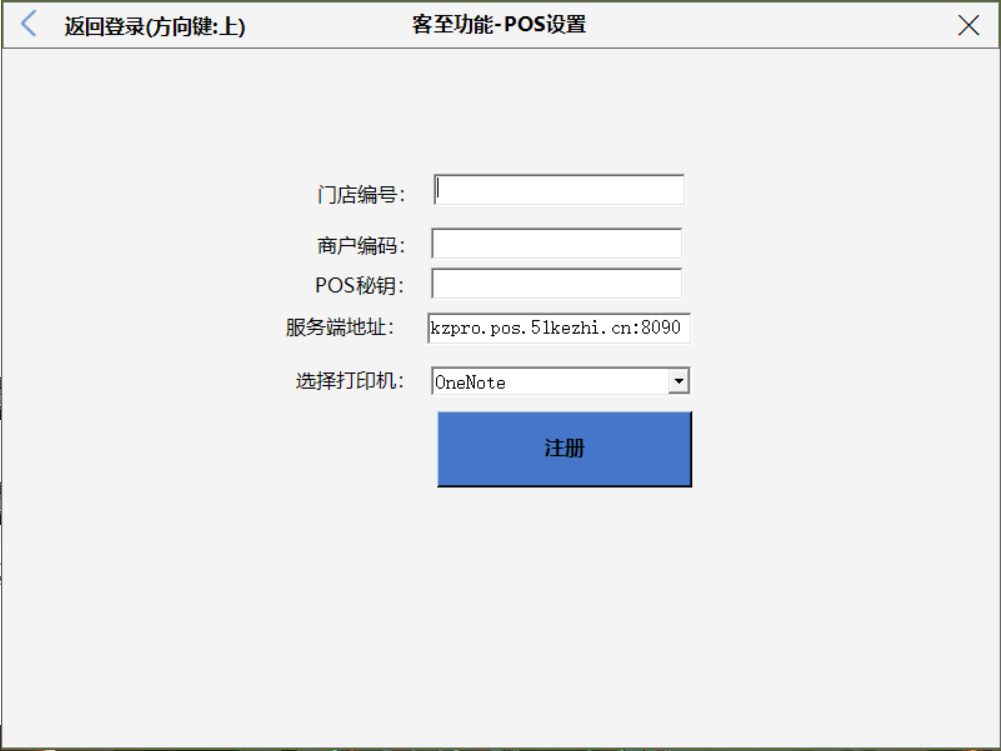 返回登录(方向键:上)
客至功能-POS设置
门店编号：
商户编码：
POS秘钥：
服务端地址： kzpro.pos.51kezhi.cn:8090
选择打印机： OneNote
注册